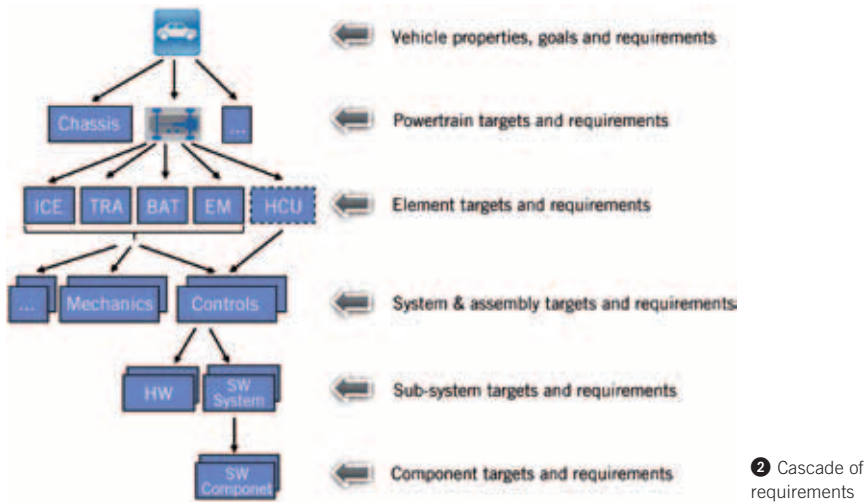 Vehicle properties, goals and requirements
Chassis
...
Powertrain targets and requirements
ICE
TRA
BAT
EM
HCU
Element targets and requirements
...
Mechanics
Controls
System & assembly targets and requirements
HW
SW
System
Sub-system targets and requirements
SW
Componet
Component targets and requirements
2 Cascade of
requirements